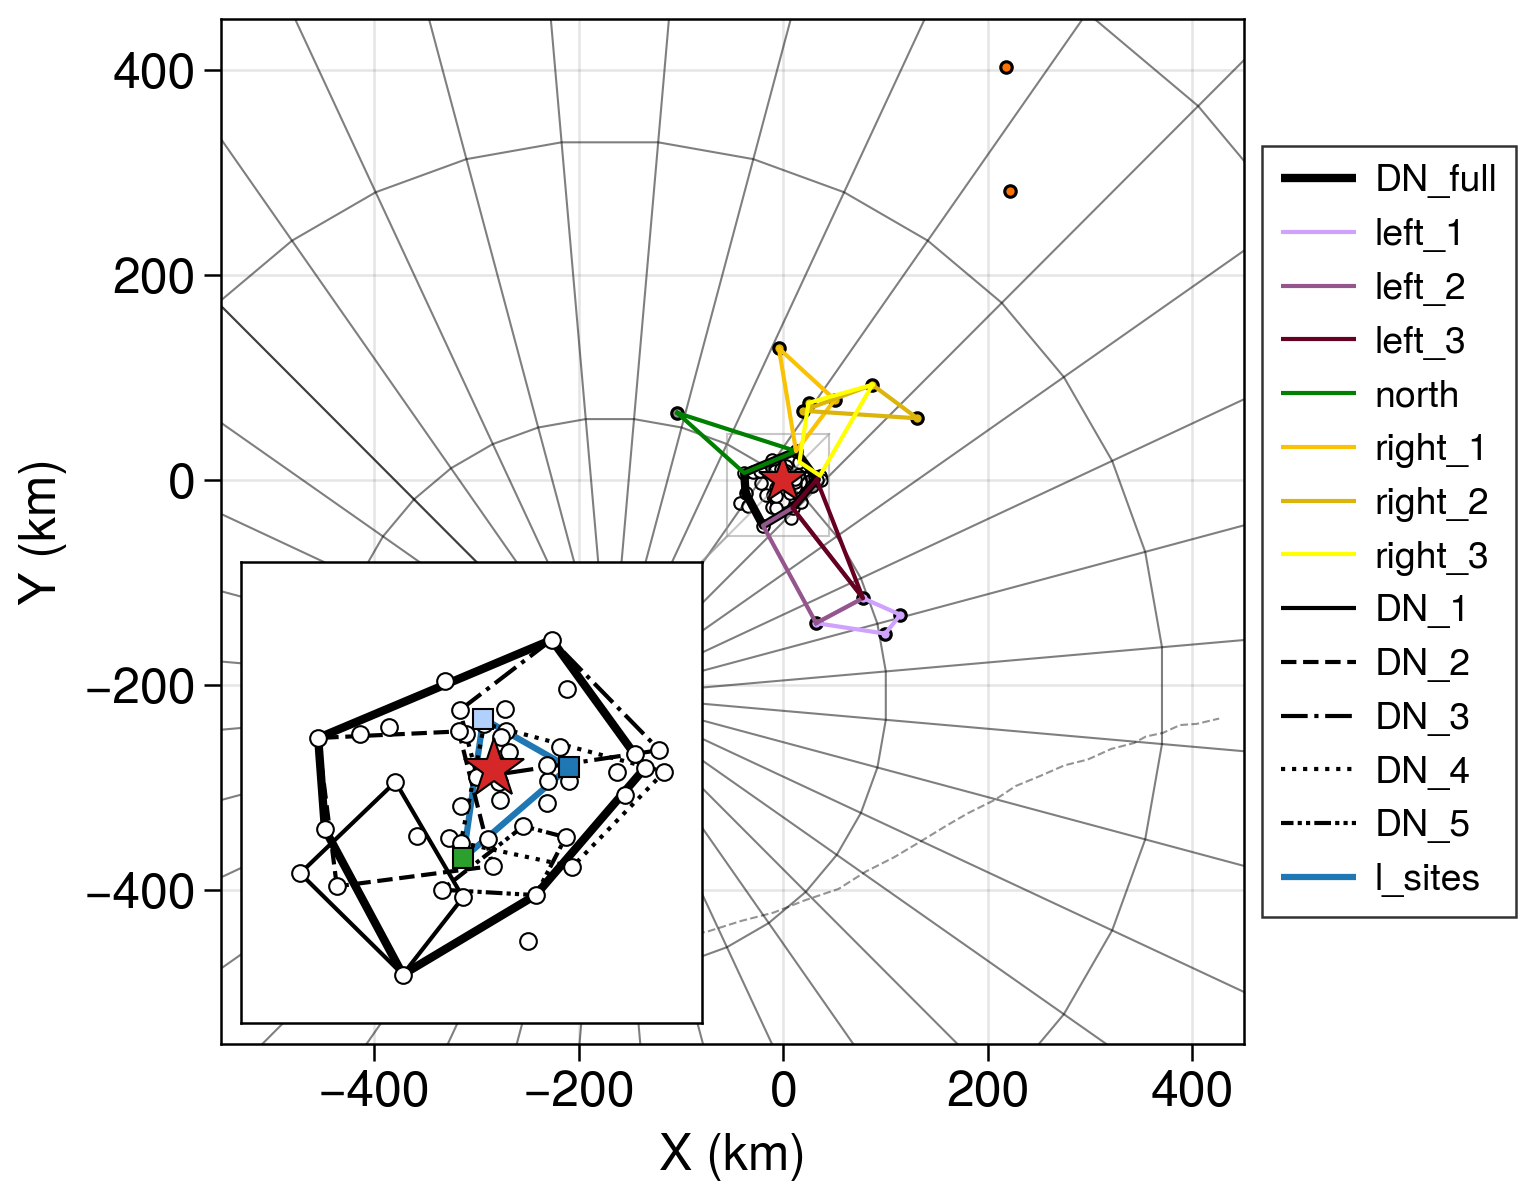 400
200
0
−200
−400
Y (km)
−400
−200
0
200
400
X (km)
DN_full
left_1
left_2
left_3
north
right_1
right_2
right_3
DN_1
DN_2
DN_3
DN_4
DN_5
l_sites